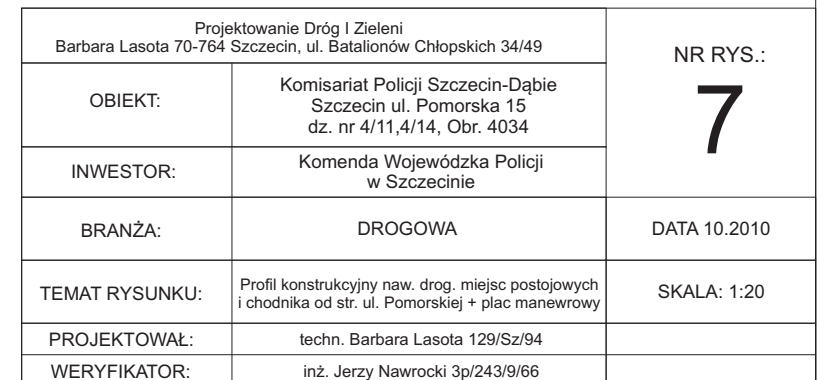 Projektowanie Dróg I Zieleni
Barbara Lasota 70-764 Szczecin, ul. Batalionów Chłopskich 34/49
NR RYS.:
7
OBIEKT:
Komisariat Policji Szczecin-Dąbie
Szczecin ul. Pomorska 15
dz. nr 4/11,4/14, Obr. 4034
INWESTOR:
Komenda Wojewódzka Policji
w Szczecinie
BRANŻA:
DROGOWA
DATA 10.2010
TEMAT RYSUNKU:
Profil konstrukcyjny naw. drog. miejsc postojowych
i chodnika od str. ul. Pomorskiej + plac manewrowy
SKALA: 1:20
PROJEKTOWAŁ:
techn. Barbara Lasota 129/Sz/94
WERYFIKATOR:
inż. Jerzy Nawrocki 3p/243/9/66